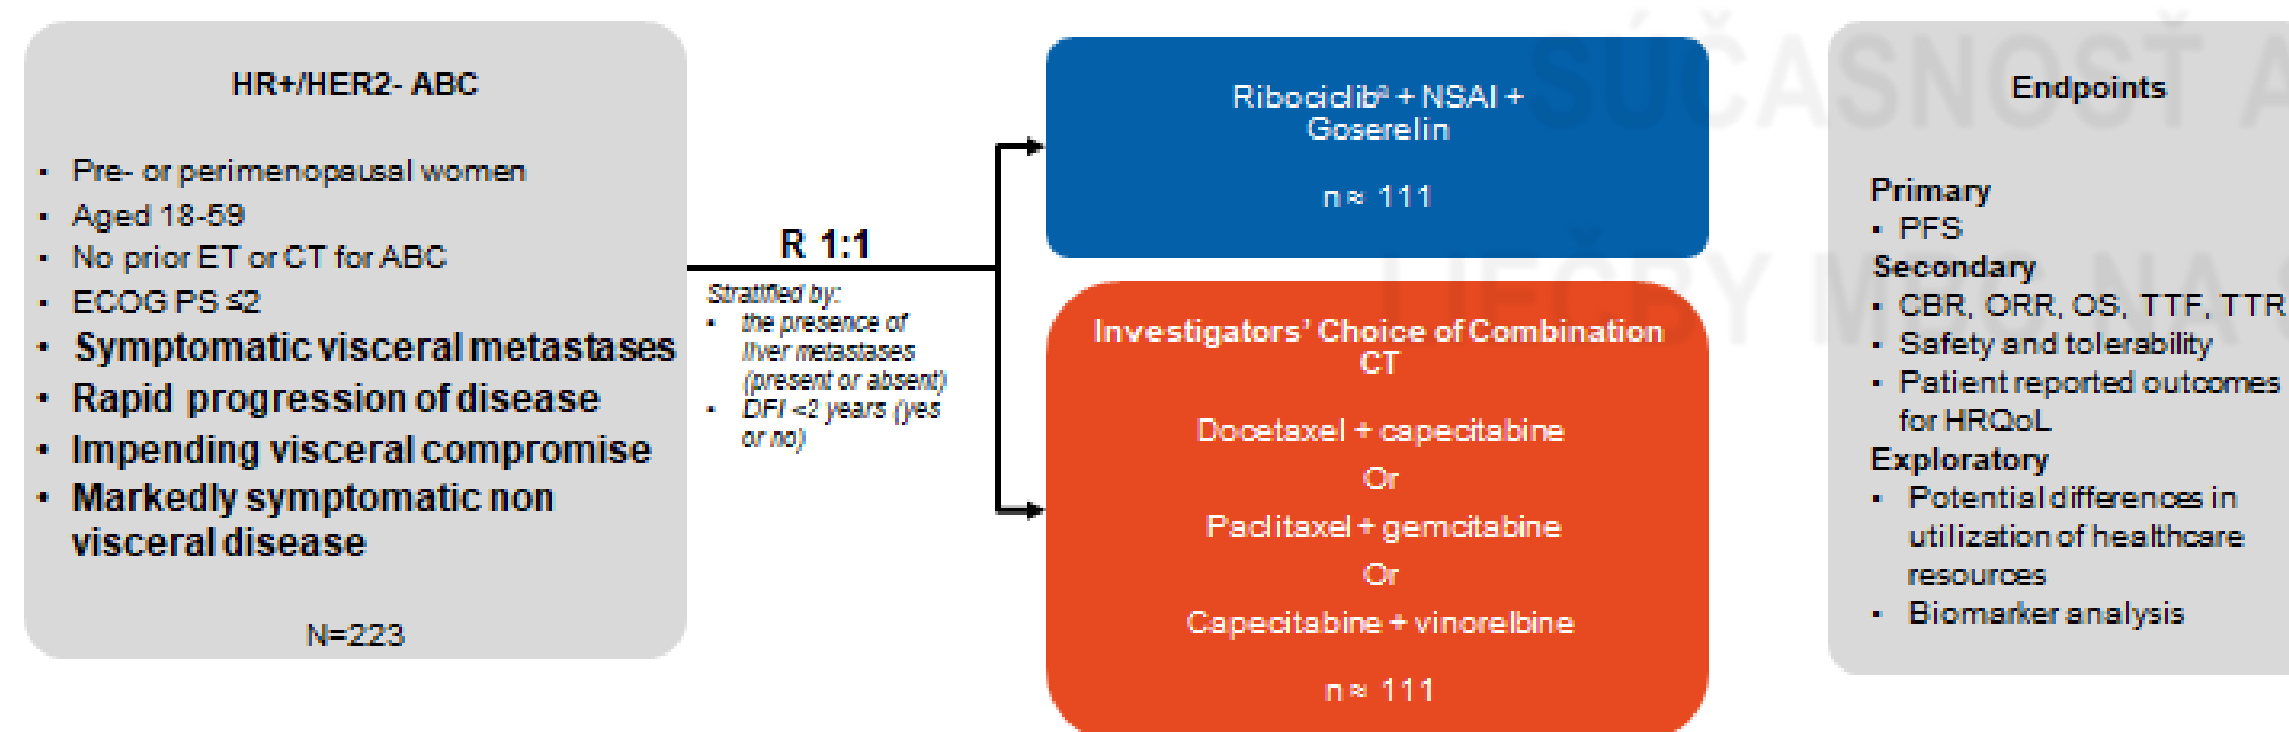 HR+/HER2- ABC
• Pre- or perimenopausal women
• Aged 18-59
• No prior ET or CT for ABC
• ECOG PS ≤2
• Symptomatic visceral metastases
• Rapid progression of disease
• Impending visceral compromise
• Markedly symptomatic non
visceral disease
N=223
R 1:1
Stratified by:
• the presence of
liver metastases
(present or absent)
• DFI <2 years (yes
or no)
Ribociclibª + NSAI +
Goserelin
n ≈ 111
Investigators' Choice of Combination
CT
Docetaxel + capecitabine
Or
Paclitaxel + gemcitabine
Or
Capecitabine + vinorelbine
n ≈ 111
Endpoints
Primary
• PFS
Secondary
• CBR, ORR, OS, TTF, TTR
• Safety and tolerability
• Patient reported outcomes
for HRQoL
Exploratory
• Potential differences in
utilization of healthcare
resources
• Biomarker analysis
SÚČASNOSŤ A
LIEČBY MBC NA S